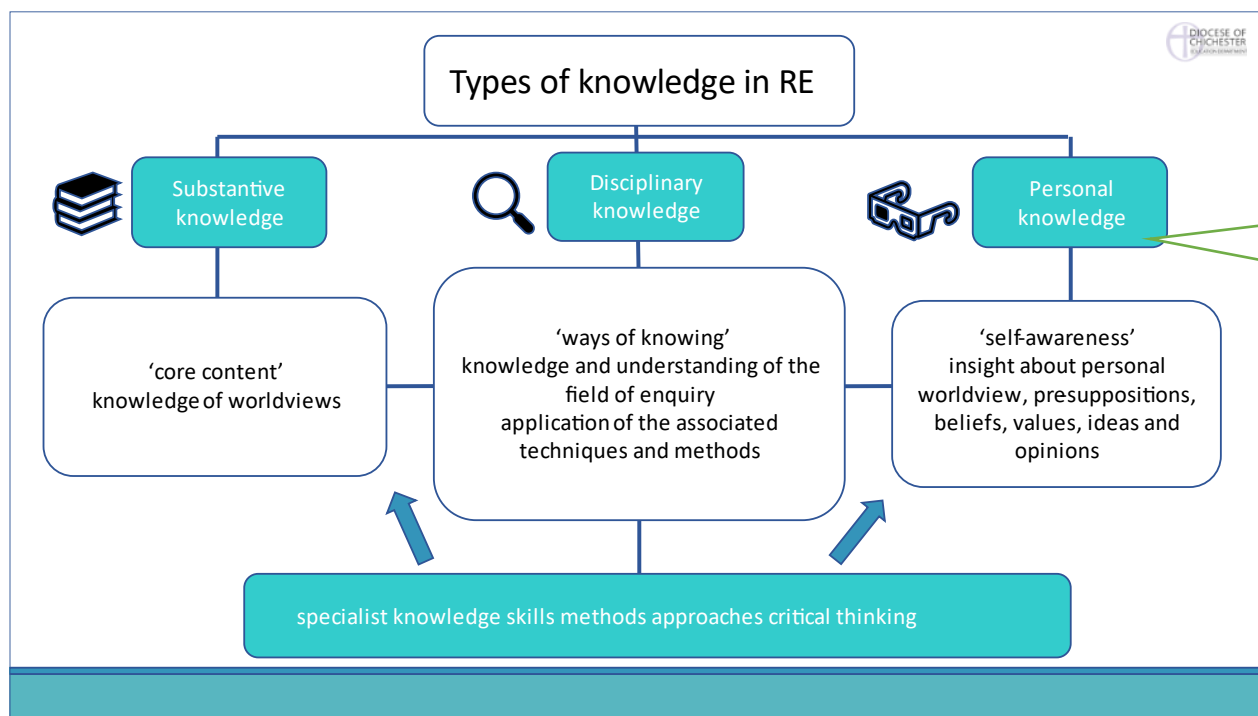 DIOCESE OF
CHICHESTER
EDUCATION DEPARTMENT
Types of knowledge in RE
Substantive
knowledge
Disciplinary
knowledge
Personal
knowledge
‘core content’
knowledge of worldviews
‘ways of knowing’
knowledge and understanding of the
field of enquiry
application of the associated
techniques and methods
‘self-awareness’
insight about personal
worldview, presuppositions,
beliefs, values, ideas and
opinions
specialist knowledge skills methods approaches critical thinking